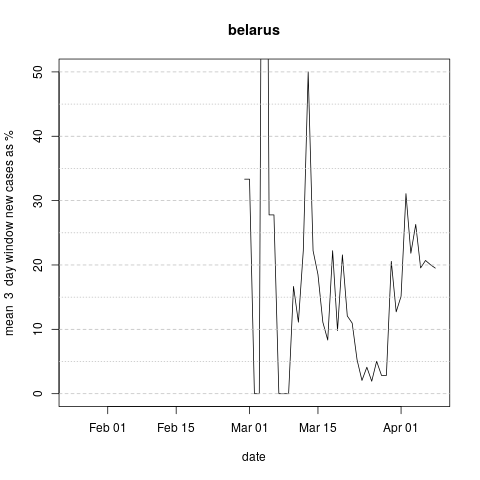 belarus
mean 3 day window new cases as %
50
40
30
20
10
0
Feb 01
Feb 15
Mar 01
Mar 15
Apr 01
date